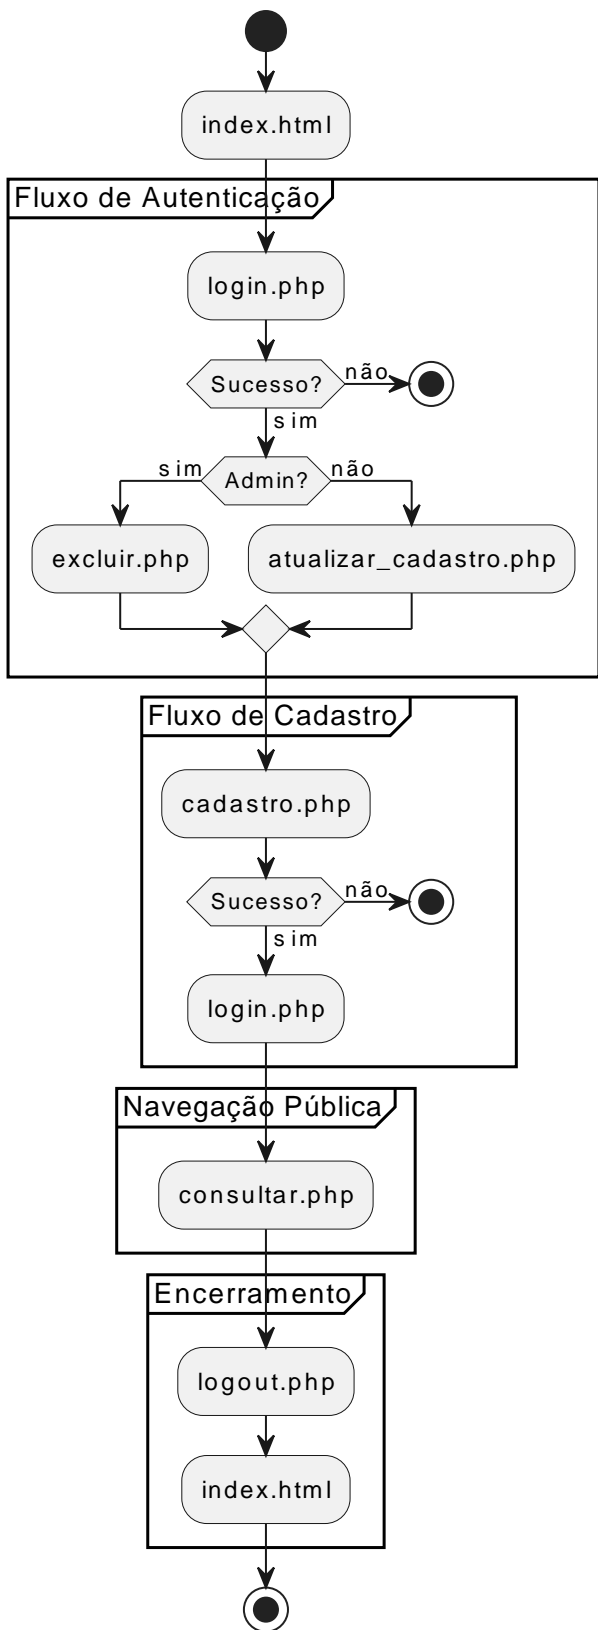 index.html
Fluxo de Autenticação
login.php
Sucesso?
não
sim
sim
Admin?
não
excluir.php
atualizar_cadastro.php
Fluxo de Cadastro
cadastro.php
Sucesso?
não
sim
login.php
Navegação Pública
consultar.php
Encerramento
logout.php
index.html